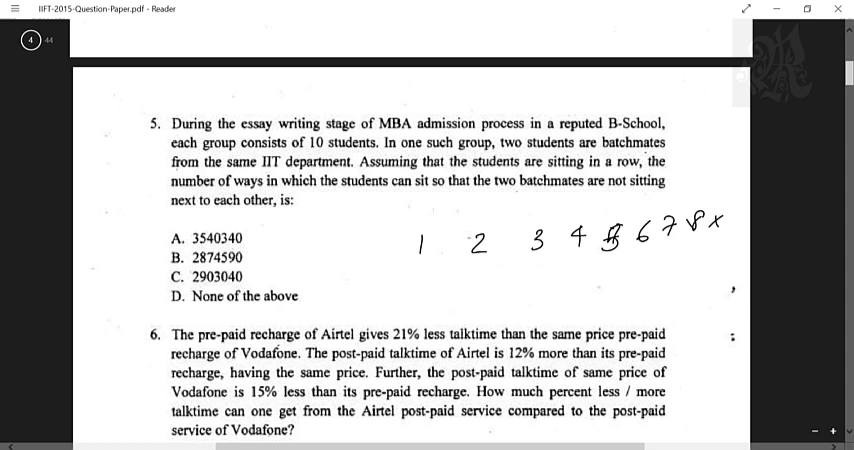 IIFT-2015-Question-Paper.pdf - Reader
4 44
5. During the essay writing stage of MBA admission process in a reputed B-School,
each group consists of 10 students. In one such group, two students are batchmates
from the same IIT department. Assuming that the students are sitting in a row, the
number of ways in which the students can sit so that the two batchmates are not sitting
next to each other, is:
1 2 3 4 5 6 7 8 x
A. 3540340
B. 2874590
C. 2903040
D. None of the above
6. The pre-paid recharge of Airtel gives 21% less talktime than the same price pre-paid
recharge of Vodafone. The post-paid talktime of Airtel is 12% more than its pre-paid
recharge, having the same price. Further, the post-paid talktime of same price of
Vodafone is 15% less than its pre-paid recharge. How much percent less / more
talktime can one get from the Airtel post-paid service compared to the post-paid
service of Vodafone?